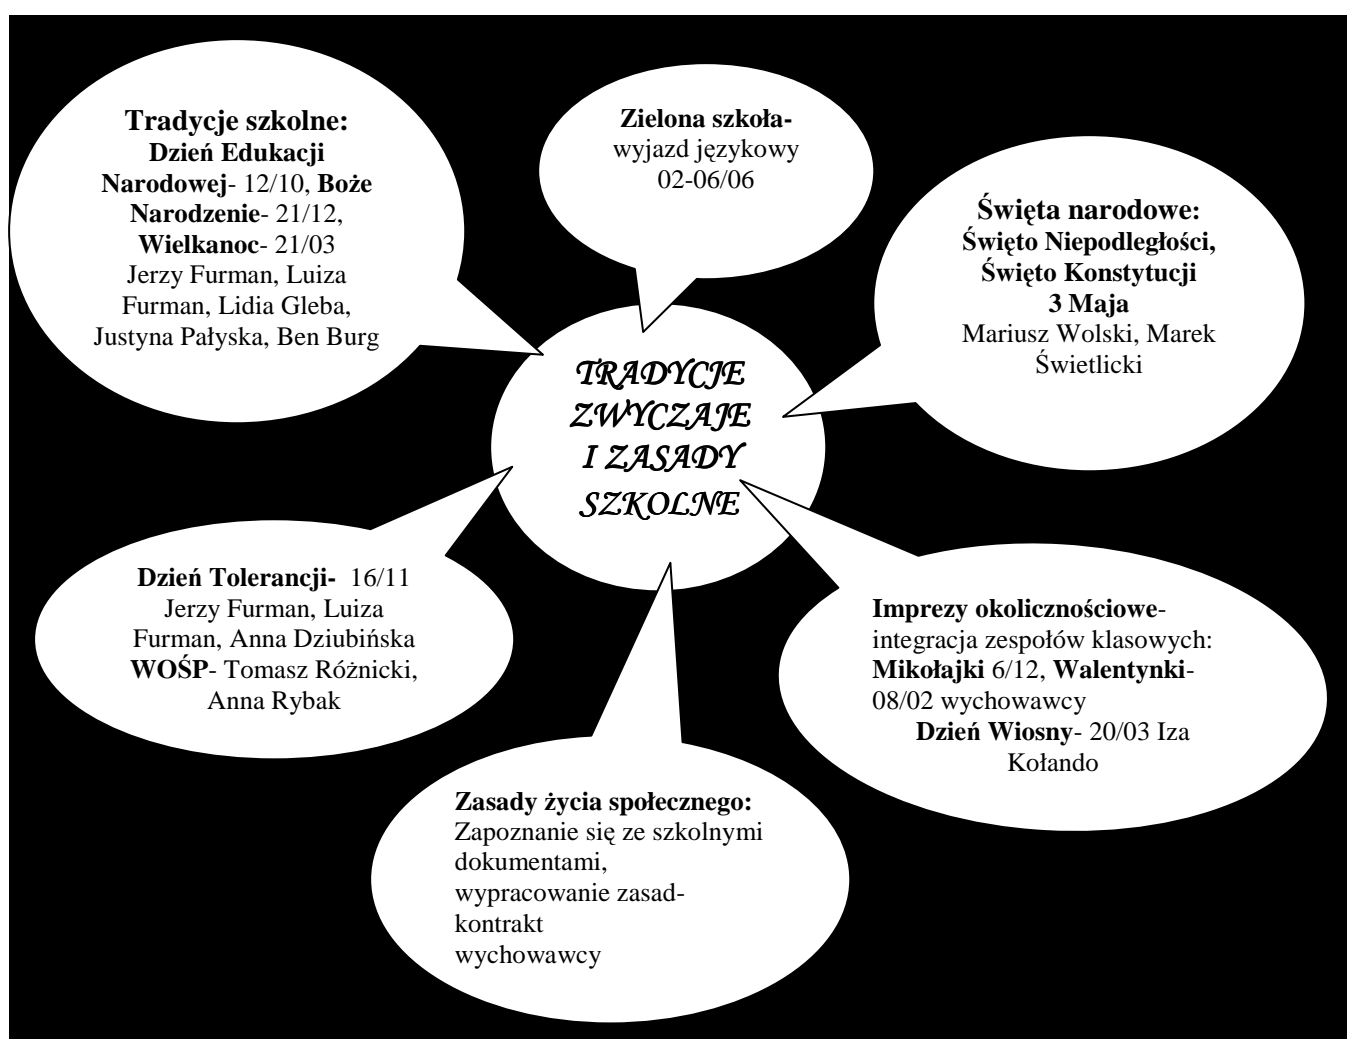 Tradycje szkolne:
Dzień Edukacji
Narodowej- 12/10, Boże
Narodzenie- 21/12,
Wielkanoc- 21/03
Jerzy Furman, Luiza
Furman, Lidia Gleba,
Justyna Pałyska, Ben Burg
Zielona szkoła-
wyjazd językowy
02-06/06
Święta narodowe:
Święto Niepodległości,
Święto Konstytucji
3 Maja
Mariusz Wolski, Marek
Świetlicki
TRADYCJE
ZWYCZAJE
I ZASADY
SZKOLNE
Dzień Tolerancji- 16/11
Jerzy Furman, Luiza
Furman, Anna Dziubińska
WOŚP- Tomasz Różnicki,
Anna Rybak
Imprezy okolicznościowe-
integracja zespołów klasowych:
Mikołajki 6/12, Walentynki-
08/02 wychowawcy
Dzień Wiosny- 20/03 Iza
Kołando
Zasady życia społecznego:
Zapoznanie się ze szkolnymi
dokumentami,
wypracowanie zasad-
kontrakt
wychowawcy